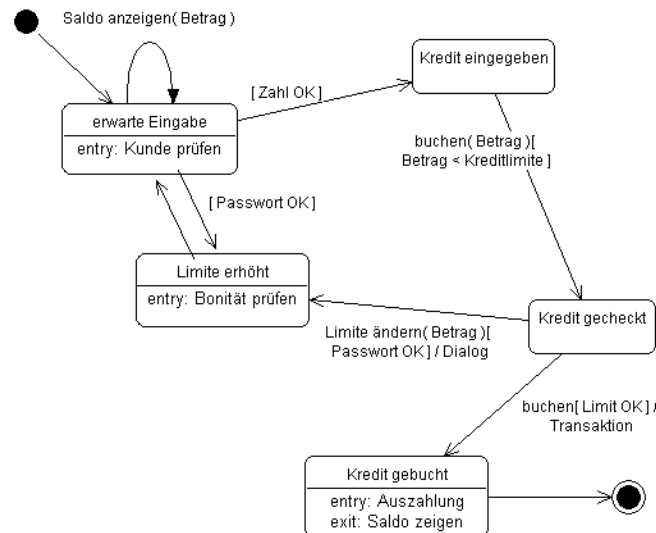 Saldo anzeigen( Betrag )
Kredit eingegeben
[ Zahl OK ]
erwarte Eingabe
entry: Kunde prüfen
buchen( Betrag )[
Betrag < Kreditlimite ]
[ Passwort OK ]
Limite erhöht
entry: Bonität prüfen
Kredit gecheckt
Limite ändern( Betrag )[
Passwort OK ] / Dialog
buchen[ Limit OK ] /
Transaktion
Kredit gebucht
entry: Auszahlung
exit: Saldo zeigen